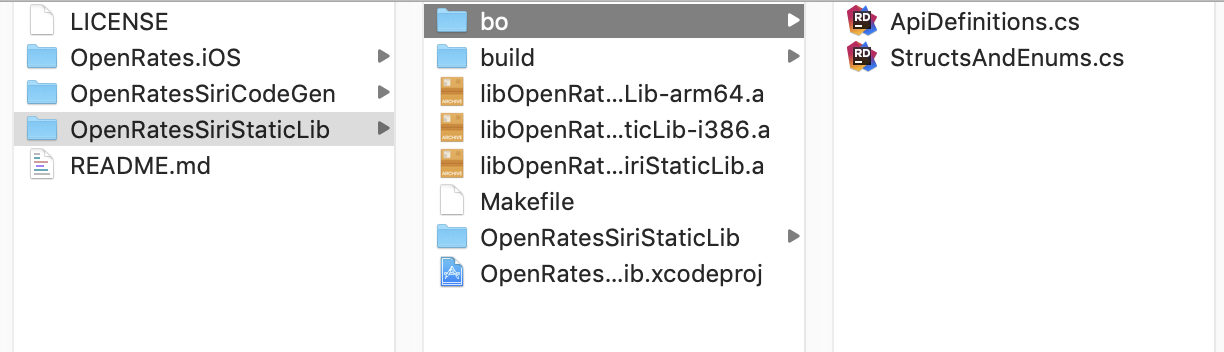 LICENSE
OpenRates.iOS
OpenRatesSiriCodeGen
OpenRatesSiriStaticLib
README.md
bo
build
libOpenRat...Lib-arm64.a
libOpenRat...ticLib-i386.a
libOpenRat...iriStaticLib.a
Makefile
OpenRatesSiriStaticLib
OpenRates...ib.xcodeproj
RD ApiDefinitions.cs
RD StructsAndEnums.cs